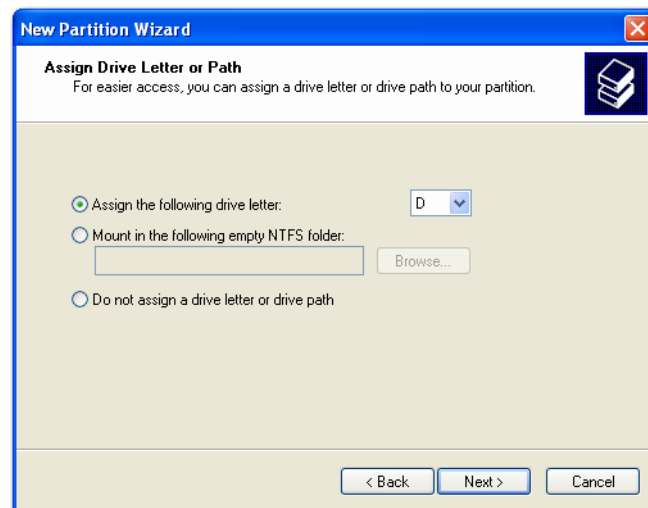 New Partition Wizard
Assign Drive Letter or Path
For easier access, you can assign a drive letter or drive path to your partition.
Assign the following drive letter: D
Mount in the following empty NTFS folder:
Browse...
Do not assign a drive letter or drive path
< Back Next > Cancel